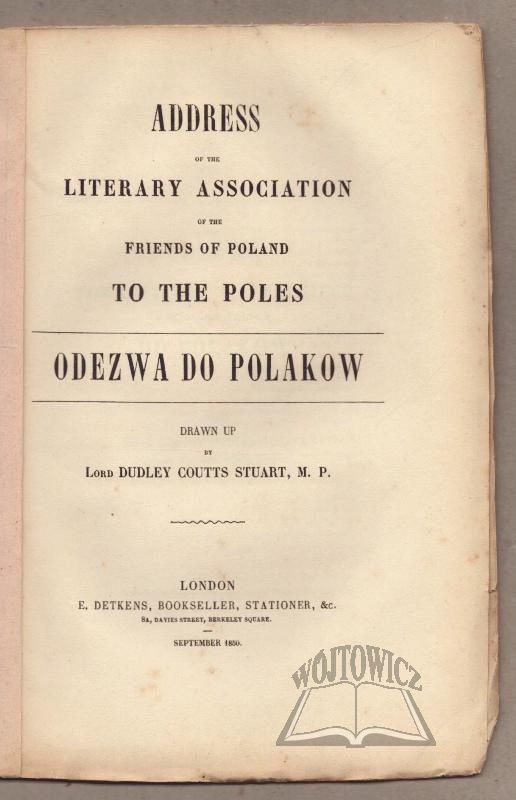 ADDRESS
OF THE
LITERARY ASSOCIATION
OF THE
FRIENDS OF POLAND
TO THE POLES
ODEZWA DO POLAKOW
DRAWN UP
BY
LORD DUDLEY COUTTS STUART, M. P.
LONDON
E. DETKENS, BOOKSELLER, STATIONER, &c.
8A, DAVIES STREET, BERKELEY SQUARE.
SEPTEMBER 1850.
WÓJTOWICZ